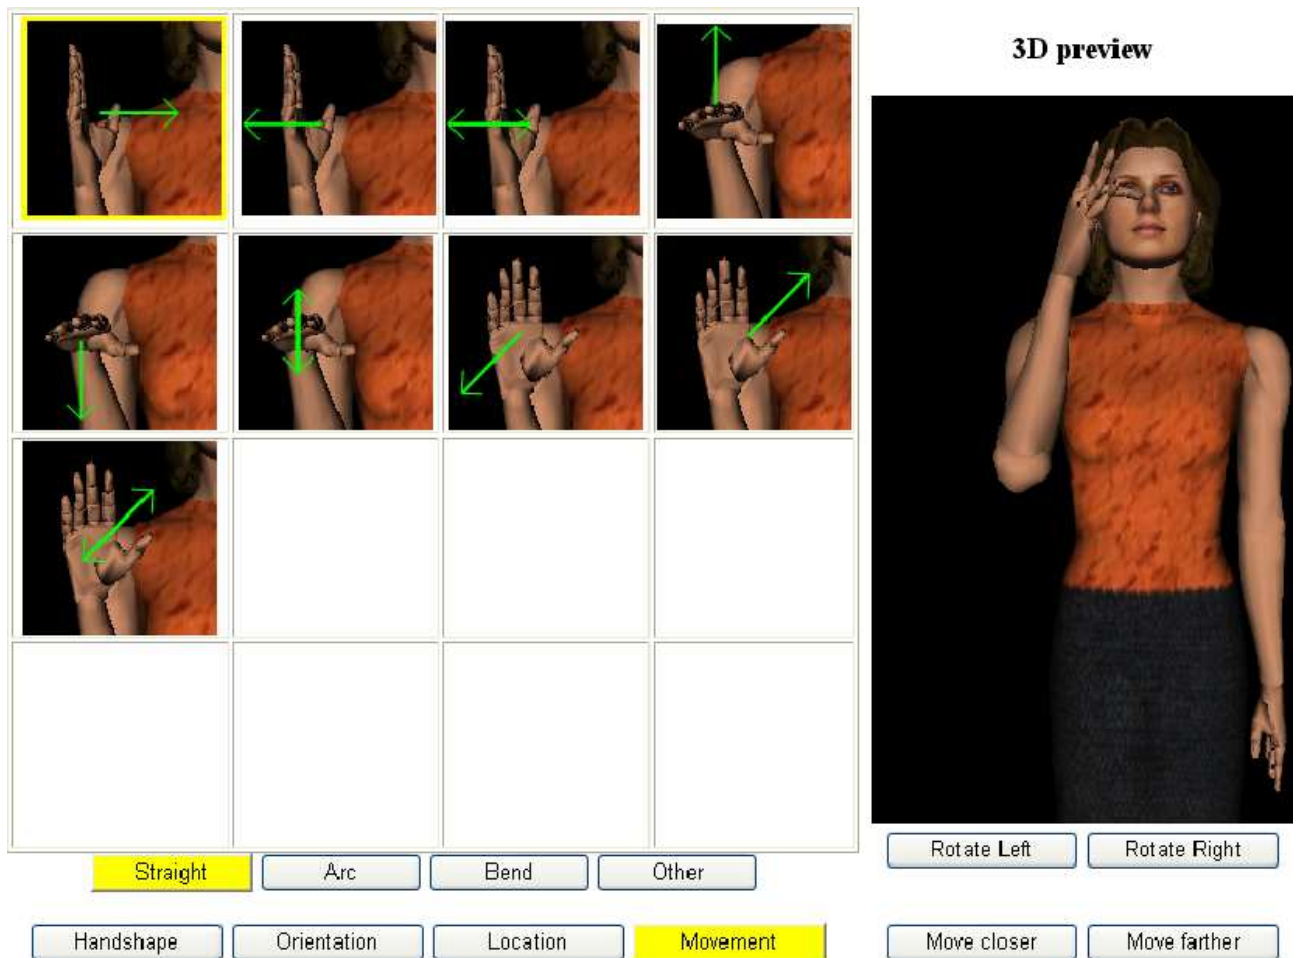 3D preview
Rotate Left
Rotate Right
Straight
Arc
Bend
Other
Handshape
Orientation
Location
Movement
Move closer
Move farther